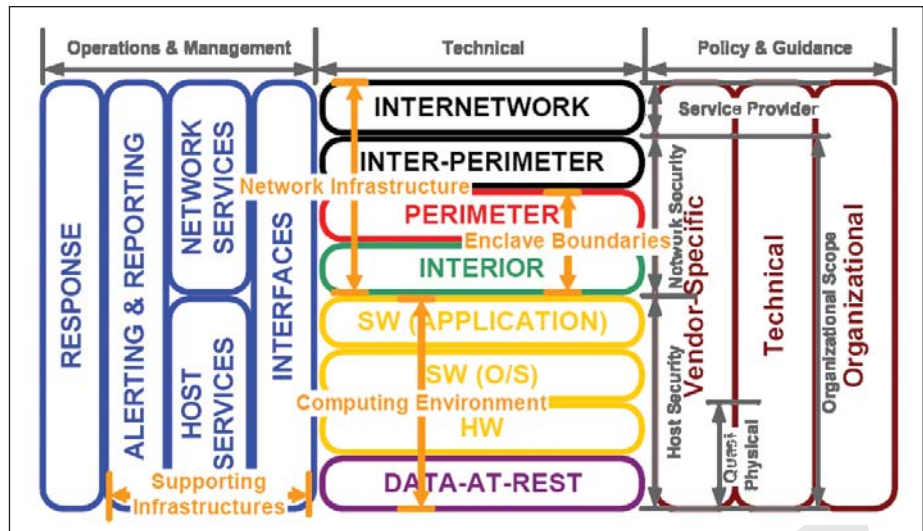 Operations & Management
Technical
Policy & Guidance
RESPONSE
ALERTING & REPORTING
NETWORK
SERVICES
HOST
SERVICES
INTERFACES
Supporting
Infrastructures
INTERNETWORK
INTER-PERIMETER
Network Infrastructure
PERIMETER
Enclave Boundaries
INTERIOR
SW (APPLICATION)
SW (O/S)
Computing Environment
HW
DATA-AT-REST
Service Provider
Network Security
Host Security
Vendor-Specific
Quasi
Physical
Technical
Organizational Scope
Organizational